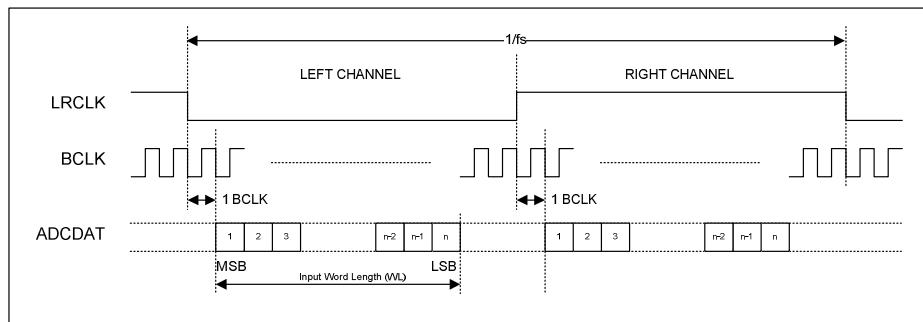 1/fs
LEFT CHANNEL RIGHT CHANNEL
LRCLK
BCLK
1 BCLK 1 BCLK
ADCDAT
1 2 3 n-2 n-1 n 1 2 3 n-2 n-1 n
MSB LSB
Input Word Length (WL)